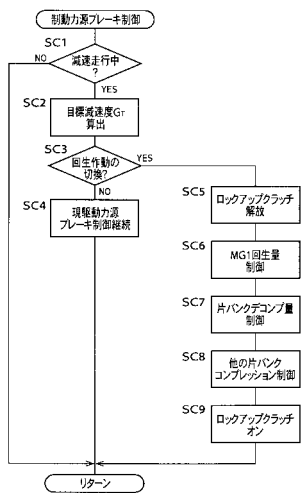 制動力源ブレーキ制御
SC1
減速走行中
?
NO
YES
SC2
目標減速度GT
算出
SC3
回生作動の
切換?
YES
NO
SC4
現駆動力源
ブレーキ制御継続
SC5
ロックアップクラッチ
解放
SC6
MG1回生量
制御
SC7
片バンクデコンプ量
制御
SC8
他の片バンク
コンプレッション制御
SC9
ロックアップクラッチ
オン
リターン